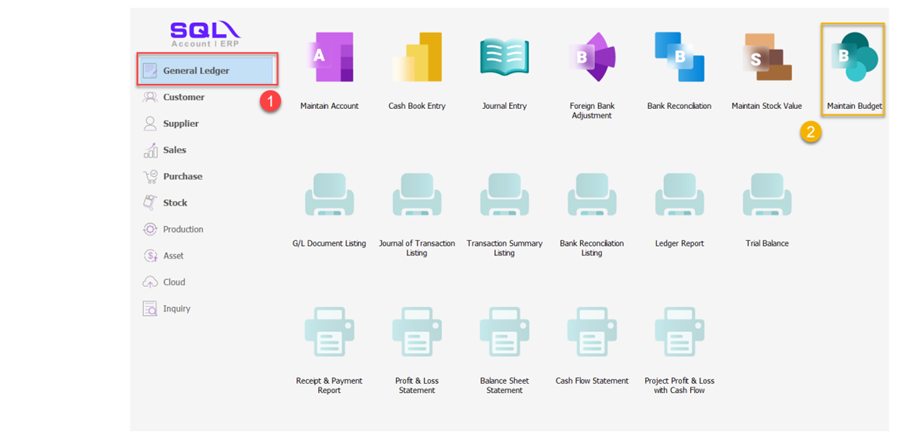 SQL
Account | ERP
General Ledger
1
Customer
Supplier
Sales
Purchase
Stock
Production
Asset
Cloud
Inquiry
A
B
B
S
B
Maintain Account
Cash Book Entry
Journal Entry
Foreign Bank
Adjustment
Bank Reconciliation
Maintain Stock Value
Maintain Budget
2
G/L Document Listing
Journal of Transaction
Listing
Transaction Summary
Listing
Bank Reconciliation
Listing
Ledger Report
Trial Balance
Receipt & Payment
Report
Profit & Loss
Statement
Balance Sheet
Statement
Cash Flow Statement
Project Profit & Loss
with Cash Flow